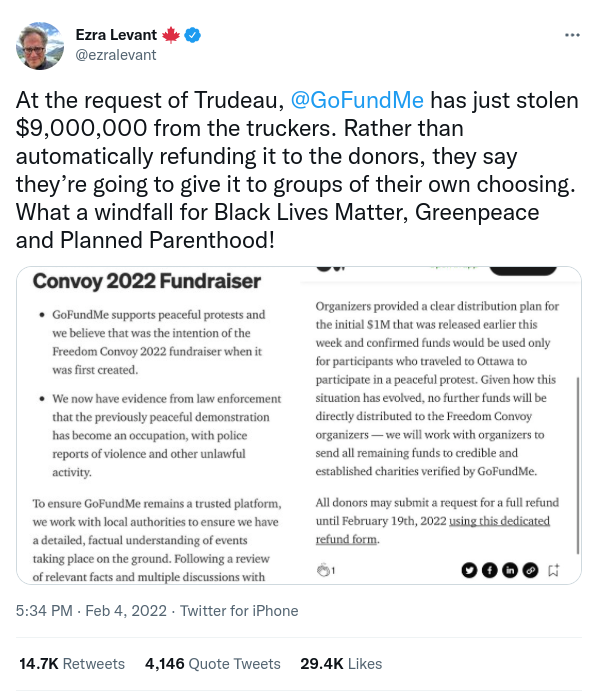 Ezra Levant
@ezralevant
At the request of Trudeau, @GoFundMe has just stolen
$9,000,000 from the truckers. Rather than
automatically refunding it to the donors, they say
they’re going to give it to groups of their own choosing.
What a windfall for Black Lives Matter, Greenpeace
and Planned Parenthood!
Convoy 2022 Fundraiser
• GoFundMe supports peaceful protests and
we believe that was the intention of the
Freedom Convoy 2022 fundraiser when it
was first created.
• We now have evidence from law enforcement
that the previously peaceful demonstration
has become an occupation, with police
reports of violence and other unlawful
activity.
To ensure GoFundMe remains a trusted platform,
we work with local authorities to ensure we have
a detailed, factual understanding of events
taking place on the ground. Following a review
of relevant facts and multiple discussions with
Organizers provided a clear distribution plan for
the initial $1M that was released earlier this
week and confirmed funds would be used only
for participants who traveled to Ottawa to
participate in a peaceful protest. Given how this
situation has evolved, no further funds will be
directly distributed to the Freedom Convoy
organizers — we will work with organizers to
send all remaining funds to credible and
established charities verified by GoFundMe.
All donors may submit a request for a full refund
until February 19th, 2022 using this dedicated
refund form.
1
5:34 PM · Feb 4, 2022 · Twitter for iPhone
14.7K Retweets 4,146 Quote Tweets 29.4K Likes